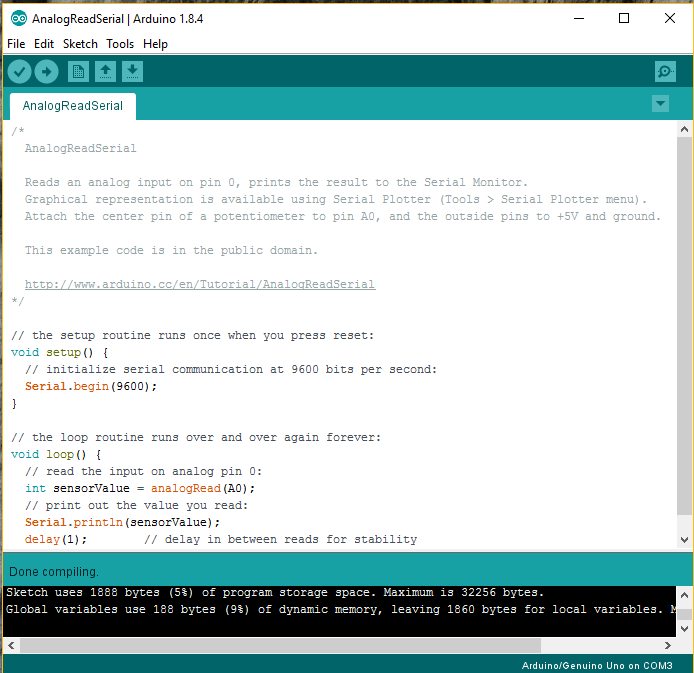 AnalogReadSerial | Arduino 1.8.4
File Edit Sketch Tools Help
AnalogReadSerial
/*
  AnalogReadSerial
  Reads an analog input on pin 0, prints the result to the Serial Monitor.
  Graphical representation is available using Serial Plotter (Tools > Serial Plotter menu).
  Attach the center pin of a potentiometer to pin A0, and the outside pins to +5V and ground.
  This example code is in the public domain.
  http://www.arduino.cc/en/Tutorial/AnalogReadSerial
*/
// the setup routine runs once when you press reset:
void setup() {
  // initialize serial communication at 9600 bits per second:
  Serial.begin(9600);
}
// the loop routine runs over and over again forever:
void loop() {
  // read the input on analog pin 0:
  int sensorValue = analogRead(A0);
  // print out the value you read:
  Serial.println(sensorValue);
  delay(1);        // delay in between reads for stability
Done compiling.
Sketch uses 1888 bytes (5%) of program storage space. Maximum is 32256 bytes.
Global variables use 188 bytes (9%) of dynamic memory, leaving 1860 bytes for local variables. M
Arduino/Genuino Uno on COM3